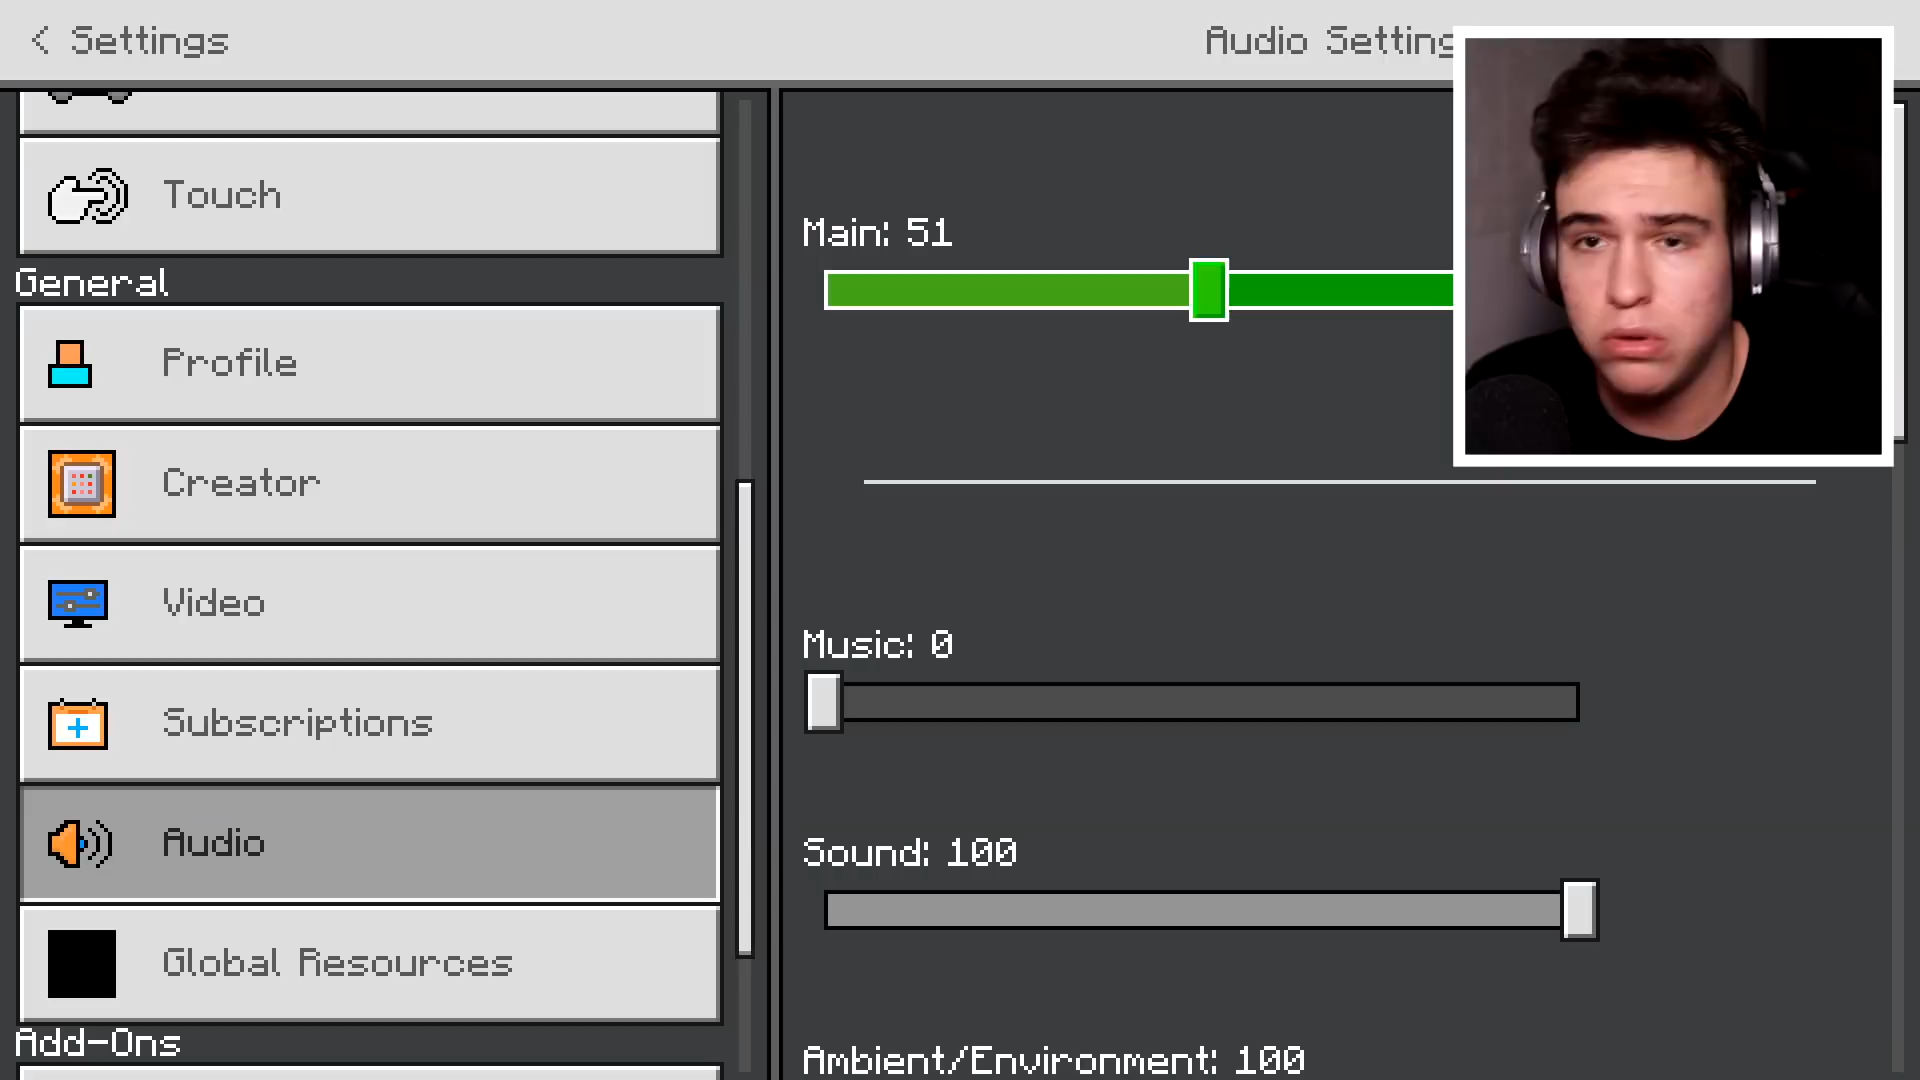 Settings
Audio Setting
Touch
General
Profile
Creator
Video
Subscriptions
Audio
Global Resources
Add-Ons
Main: 51
Music: 0
Sound: 100
Ambient/Environment: 100